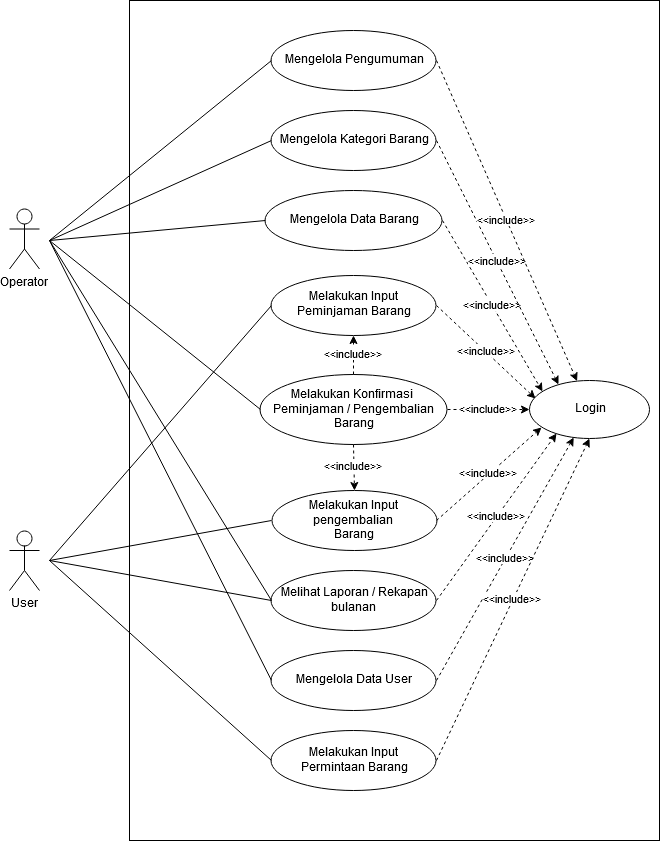 Mengelola Pengumuman
Mengelola Kategori Barang
Mengelola Data Barang
<<include>>
Operator
<<include>>
Melakukan Input
Peminjaman Barang
<<include>>
<<include>>
<<include>>
Melakukan Konfirmasi
Peminjaman / Pengembalian
Barang
<<include>>
Login
<<include>>
<<include>>
Melakukan Input
pengembalian
Barang
<<include>>
<<include>>
User
Melihat Laporan / Rekapan
bulanan
<<include>>
Mengelola Data User
Melakukan Input
Permintaan Barang